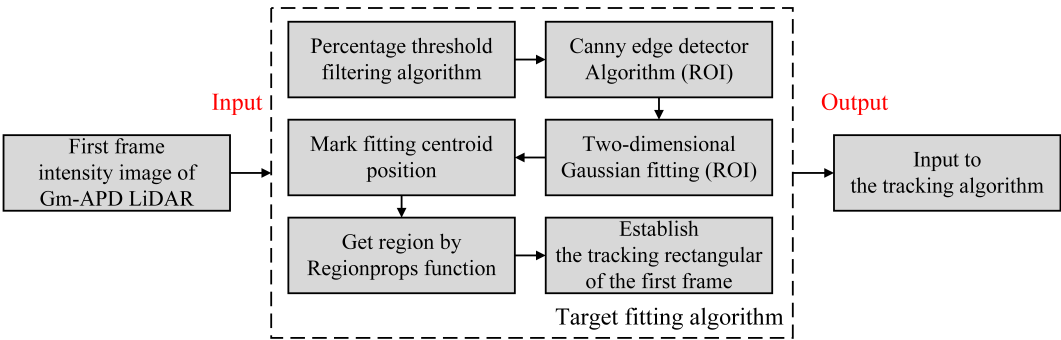 Input
First frame
intensity image of
Gm-APD LiDAR
Percentage threshold
filtering algorithm
Canny edge detector
Algorithm (ROI)
Two-dimensional
Gaussian fitting (ROI)
Mark fitting centroid
position
Get region by
Regionprops function
Establish
the tracking rectangular
of the first frame
Target fitting algorithm
Output
Input to
the tracking algorithm